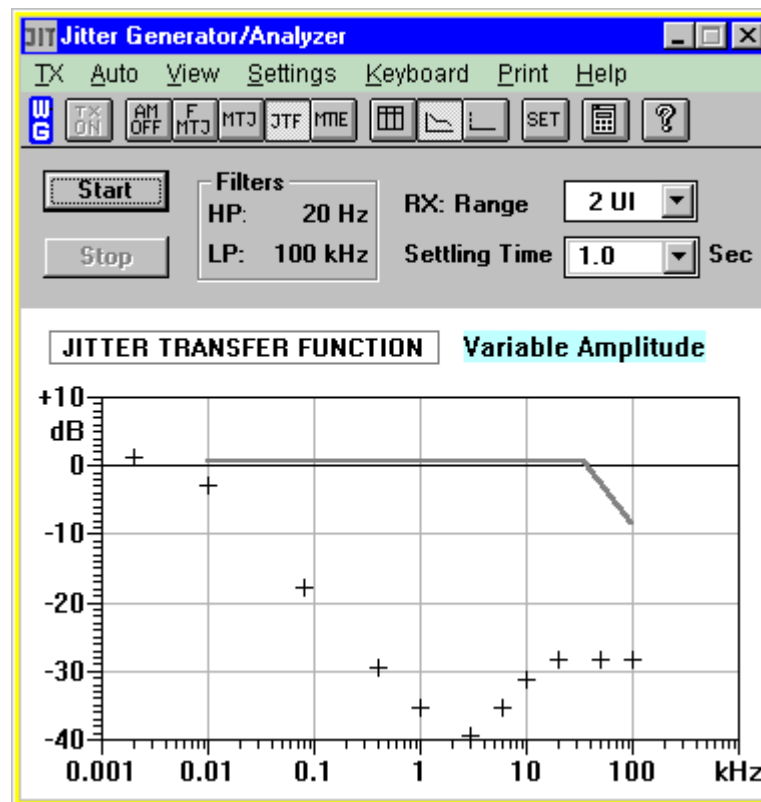 JIT Jitter Generator/Analyzer
TX Auto View Settings Keyboard Print Help
WG TX ON AM OFF F MTJ MTJ JTF MTIE SET ?
Start
Stop
Filters
HP: 20 Hz
LP: 100 kHz
RX: Range 2 UI
Settling Time 1.0 Sec
JITTER TRANSFER FUNCTION Variable Amplitude
+10
dB
0
-10
-20
-30
-40
0.001 0.01 0.1 1 10 100 kHz